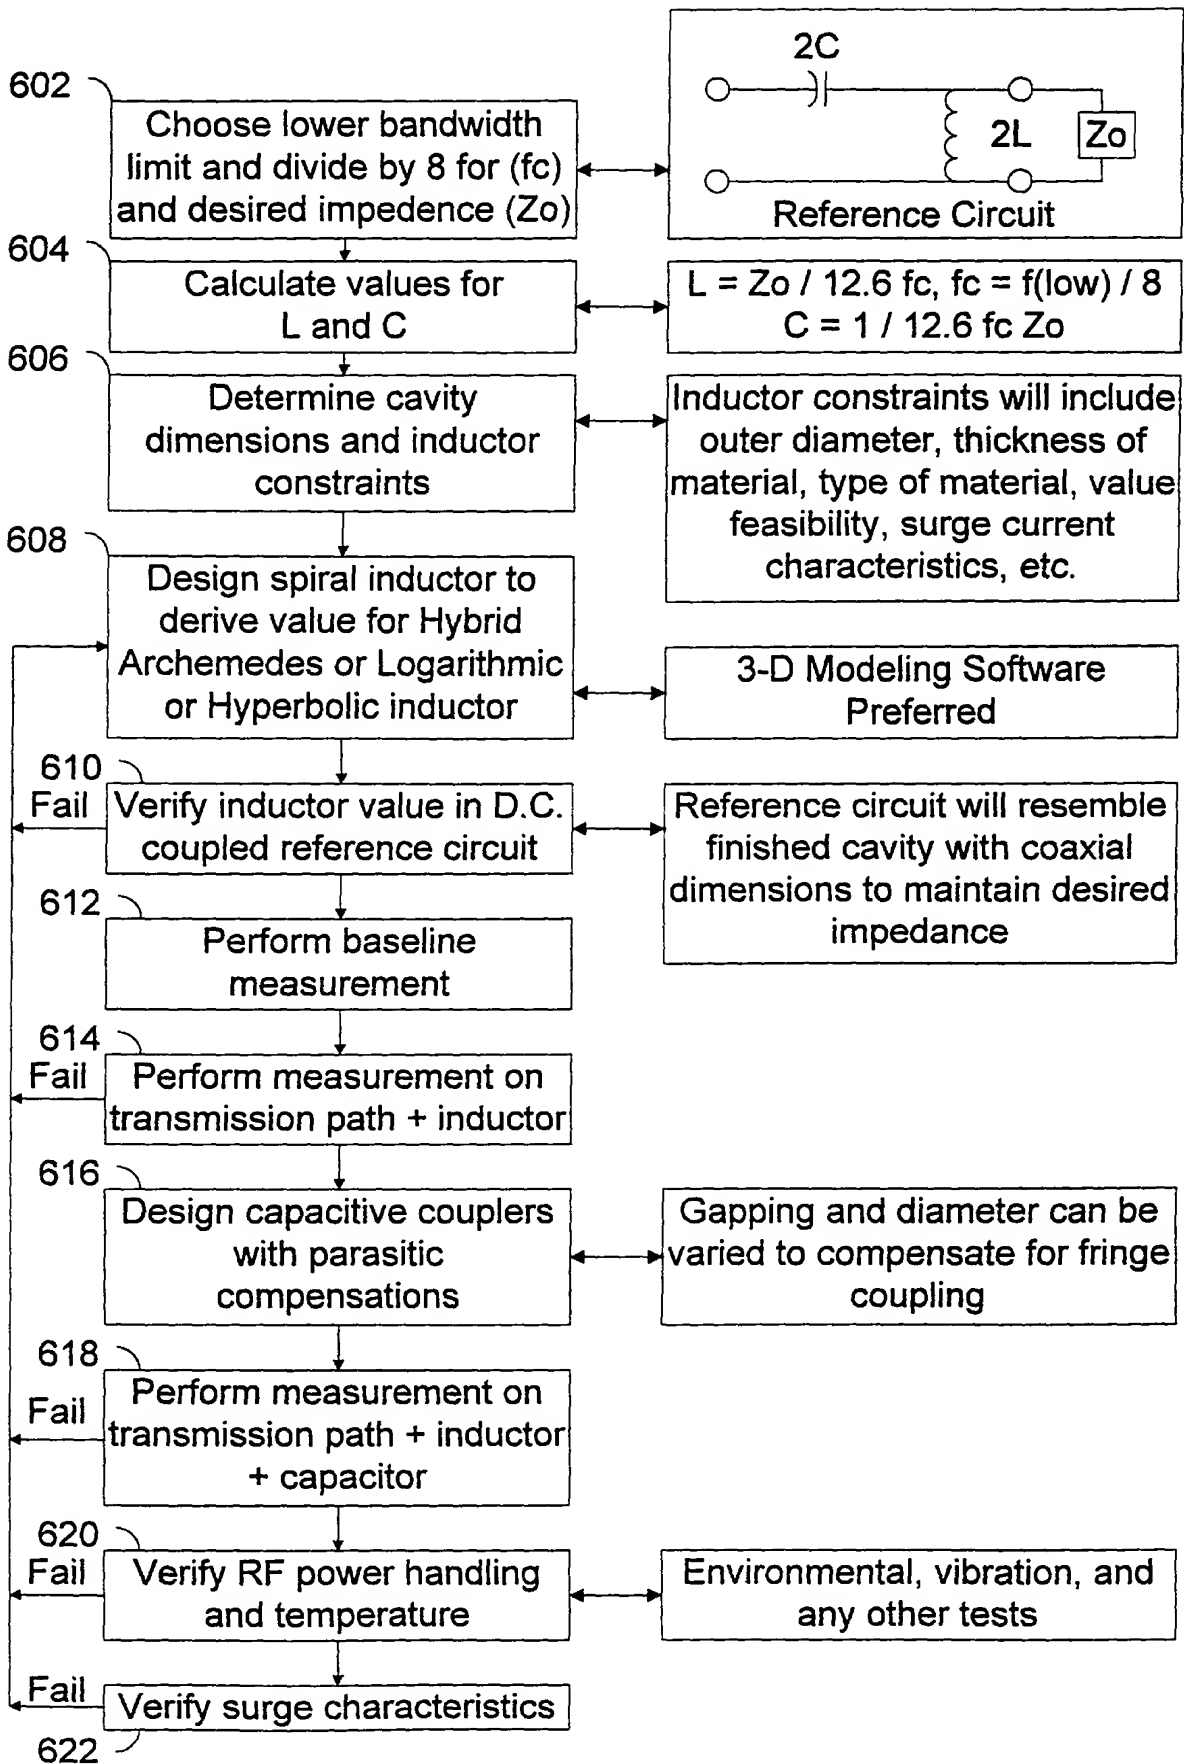 602
Choose lower bandwidth
limit and divide by 8 for (fc)
and desired impedence (Zo)
2C
2L
Zo
Reference Circuit
604
Calculate values for
L and C
L = Zo / 12.6 fc, fc = f(low) / 8
C = 1 / 12.6 fc Zo
606
Determine cavity
dimensions and inductor
constraints
Inductor constraints will include
outer diameter, thickness of
material, type of material, value
feasibility, surge current
characteristics, etc.
608
Design spiral inductor to
derive value for Hybrid
Archemedes or Logarithmic
or Hyperbolic inductor
3-D Modeling Software
Preferred
610
Fail
Verify inductor value in D.C.
coupled reference circuit
Reference circuit will resemble
finished cavity with coaxial
dimensions to maintain desired
impedance
612
Perform baseline
measurement
614
Fail
Perform measurement on
transmission path + inductor
616
Design capacitive couplers
with parasitic
compensations
Gapping and diameter can be
varied to compensate for fringe
coupling
618
Fail
Perform measurement on
transmission path + inductor
+ capacitor
620
Fail
Verify RF power handling
and temperature
Environmental, vibration, and
any other tests
Fail
Verify surge characteristics
622